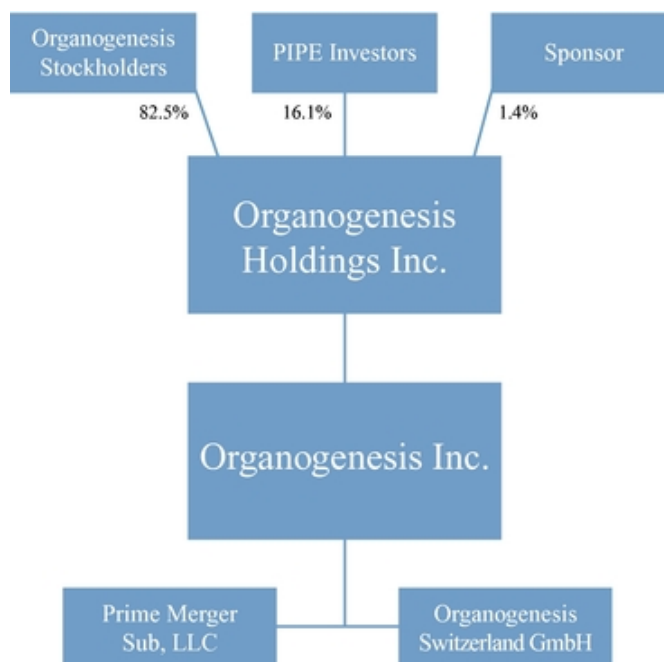 Organogenesis
Stockholders
PIPE Investors
Sponsor
82.5%
16.1%
1.4%
Organogenesis
Holdings Inc.
Organogenesis Inc.
Prime Merger
Sub, LLC
Organogenesis
Switzerland GmbH